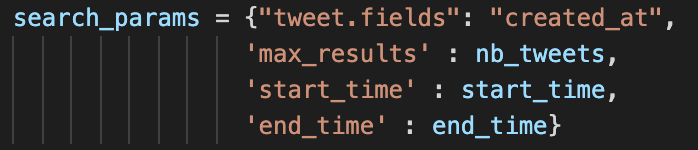 search_params = {"tweet.fields": "created_at",
'max_results' : nb_tweets,
'start_time' : start_time,
'end_time' : end_time}